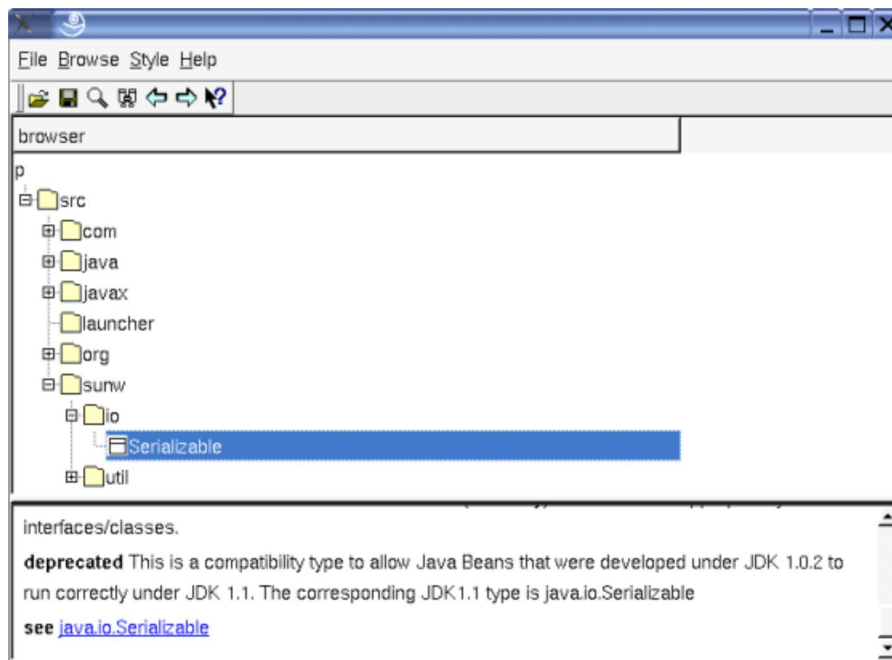 File Browse Style Help
browser
p
src
com
java
javax
launcher
org
sunw
io
Serializable
util
interfaces/classes.
deprecated This is a compatibility type to allow Java Beans that were developed under JDK 1.0.2 to
run correctly under JDK 1.1. The corresponding JDK1.1 type is java.io.Serializable
see java.io.Serializable